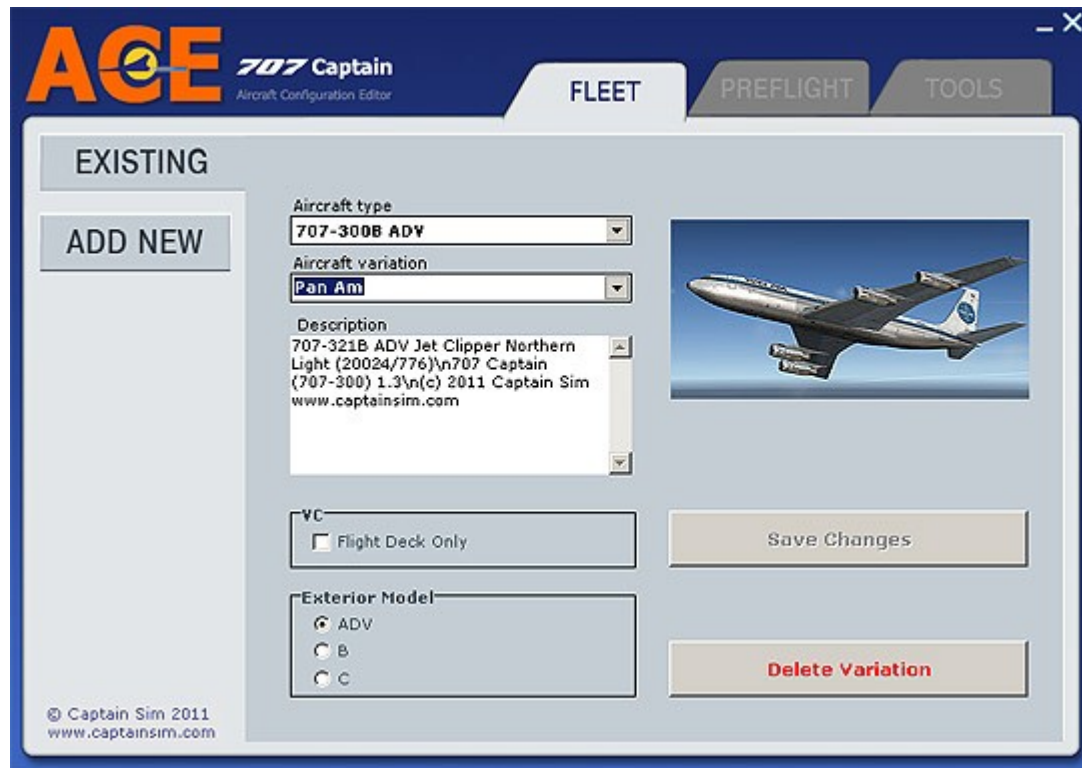 ACE
707 Captain
Aircraft Configuration Editor
FLEET
PREFLIGHT
TOOLS
EXISTING
ADD NEW
Aircraft type
707-300B ADV
Aircraft variation
Pan Am
Description
707-321B ADV Jet Clipper Northern
Light (20024/776)\n707 Captain
(707-300) 1.3\n(c) 2011 Captain Sim
www.captainsim.com
VC
Flight Deck Only
Save Changes
Exterior Model
ADV
B
C
Delete Variation
© Captain Sim 2011
www.captainsim.com